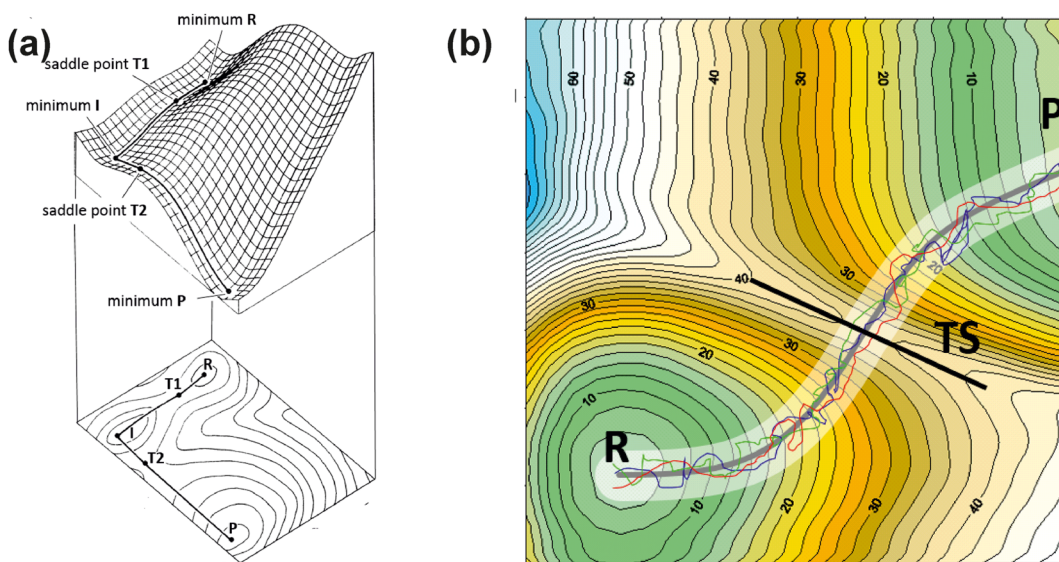 (a)
minimum R
saddle point T1
minimum I
saddle point T2
minimum P
R
T1
I
T2
P
(b)
60
50
40
30
20
10
P
20
30
40
30
20
30
TS
R
10
10
20
30
40